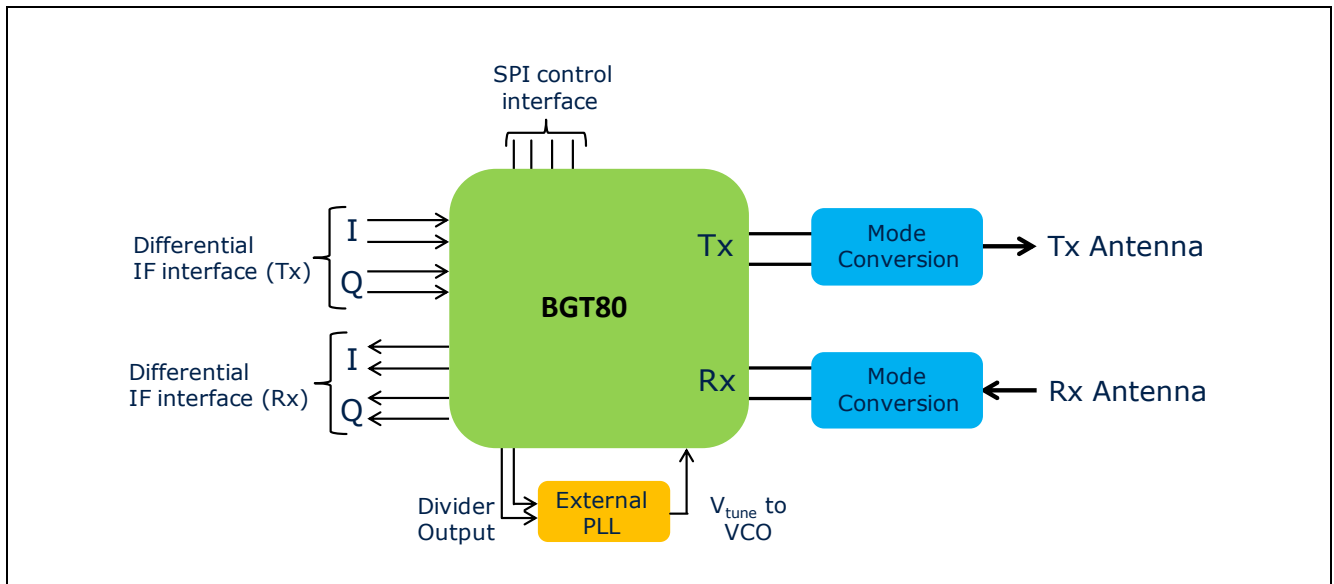 SPI control
interface
Differential
IF interface (Tx)
I
Q
Differential
IF interface (Rx)
I
Q
BGT80
Tx
Rx
Mode
Conversion
Tx Antenna
Mode
Conversion
Rx Antenna
Divider
Output
External
PLL
Vtune to
VCO